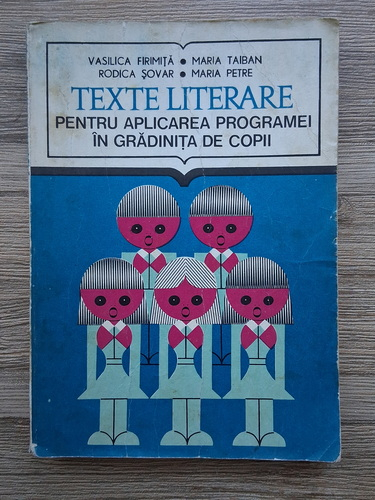 VASILICA FIRIMIȚĂ ● MARIA TAIBAN
RODICA ȘOVAR ● MARIA PETRE
TEXTE LITERARE
PENTRU APLICAREA PROGRAMEI
ÎN GRĂDINIȚA DE COPII